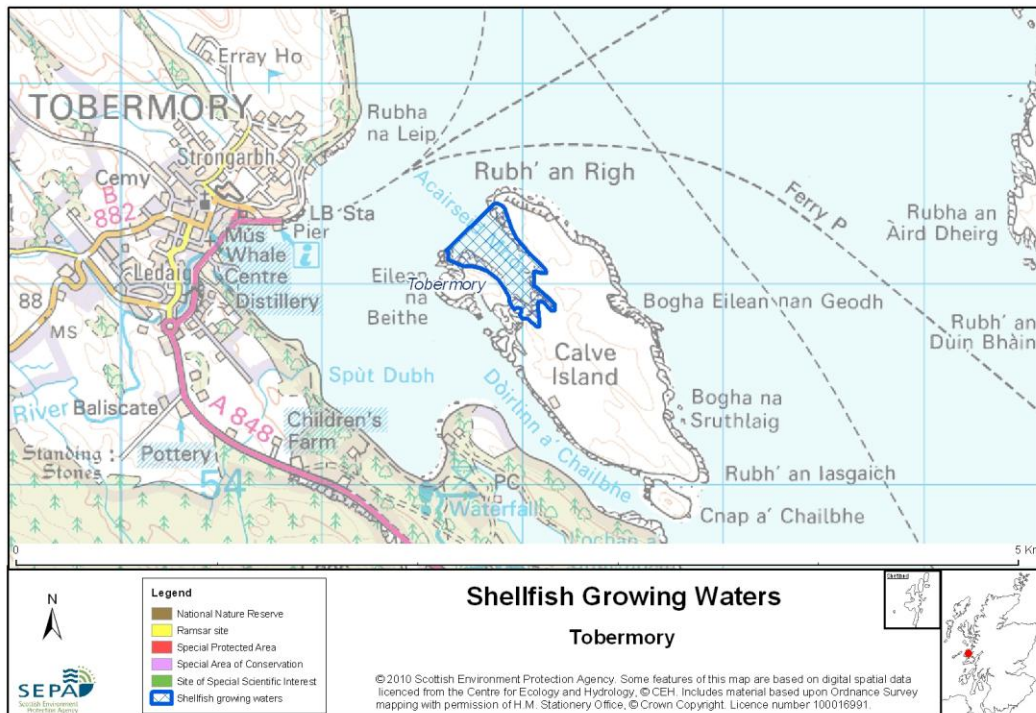 Erray Ho
TOBERMORY
Rubha
na Leip
Strongarbh
Cemy
B
882
LB Sta
Pier
Mus
Whale
Centre
Ledaig
Distillery
88
MS
Rubh' an Righ
Ferry P
Rubha an
Àird Dheirg
Tobermory
Eilean
na
Beithe
Bogha Eilean nan Geodh
Rubh' an
Dùin Bhàin
Calve
Island
Spùt Dubh
Dòirlinn a' Chailbhe
Bogha na
Sruthlaig
River
Baliscate
A 848
Children's
Farm
Standing
Stones
Pottery
54
PC
Waterfall
Rubh' an Iasgaich
Cnap a' Chailbhe
0
N
SEPA
Scottish Environment
Protection Agency
Legend
National Nature Reserve
Ramsar site
Special Protected Area
Special Area of Conservation
Site of Special Scientific Interest
Shellfish growing waters
Shellfish Growing Waters
Tobermory
© 2010 Scottish Environment Protection Agency. Some features of this map are based on digital spatial data
licenced from the Centre for Ecology and Hydrology, © CEH. Includes material based upon Ordnance Survey
mapping with permission of H.M. Stationery Office, © Crown Copyright. Licence number 100016991.